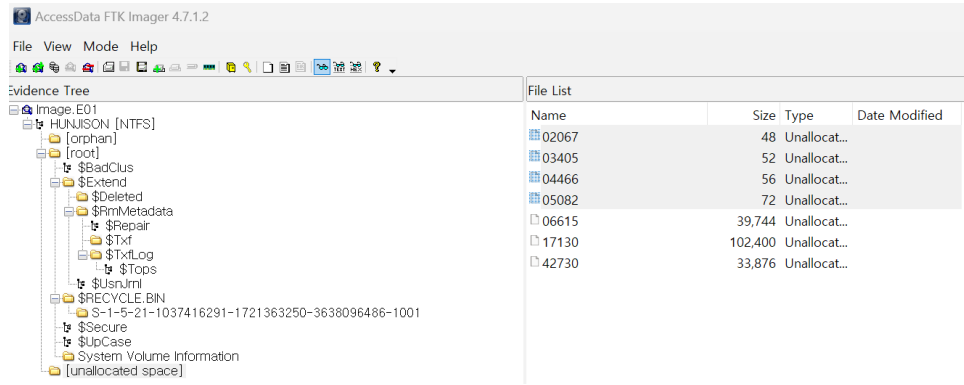 AccessData FTK Imager 4.7.1.2
File View Mode Help
Evidence Tree
File List
Image.E01
HUNJISON [NTFS]
[orphan]
[root]
$BadClus
$Extend
$Deleted
$RmMetadata
$Repair
$Txf
$TxfLog
$Tops
$UsnJrnl
$RECYCLE.BIN
S-1-5-21-1037416291-1721363250-3638096486-1001
$Secure
$UpCase
System Volume Information
[unallocated space]
Name Size Type Date Modified
02067 48 Unallocat...
03405 52 Unallocat...
04466 56 Unallocat...
05082 72 Unallocat...
06615 39,744 Unallocat...
17130 102,400 Unallocat...
42730 33,876 Unallocat...